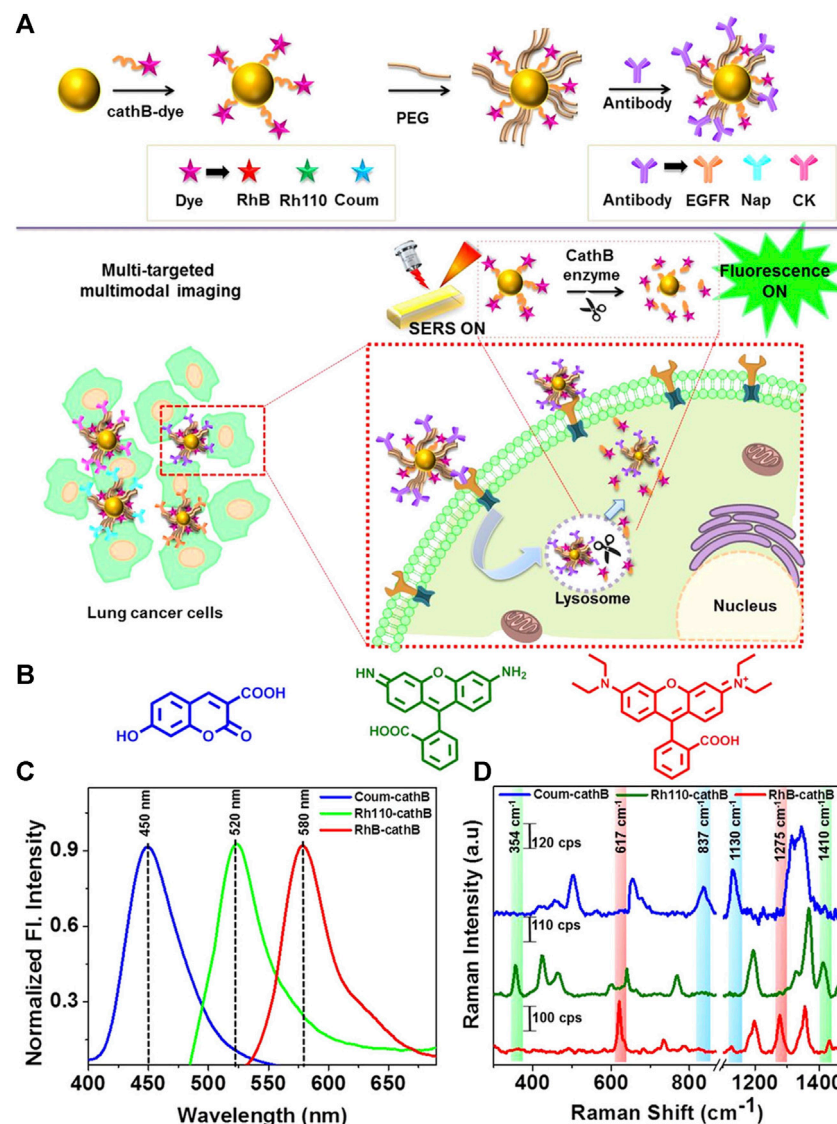 A
cathB-dye
PEG
Antibody
Dye RhB Rh110 Coum
Antibody EGFR Nap CK
Multi-targeted
multimodal imaging
SERS ON
CathB
enzyme
Fluorescence
ON
Lung cancer cells
Lysosome
Nucleus
B
HO
O
O
COOH
HN
O
NH2
HOOC
N
O
N+
COOH
C
Normalized Fl. Intensity
0.9
0.6
0.3
450 nm
520 nm
580 nm
Coum-cathB
Rh110-cathB
RhB-cathB
400 450 500 550 600 650
Wavelength (nm)
D
Raman Intensity (a.u)
Coum-cathB Rh110-cathB RhB-cathB
354 cm-1
617 cm-1
837 cm-1
1130 cm-1
1275 cm-1
1410 cm-1
120 cps
110 cps
100 cps
400 600 800 1200 1400
Raman Shift (cm-1)